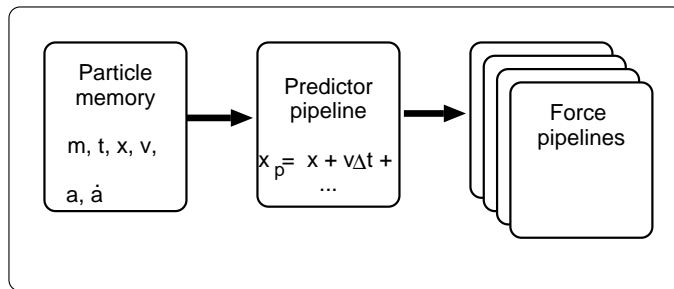 Particle
memory
m, t, x, v,
a, ȧ
Predictor
pipeline
x p = x + vΔt +
...
Force
pipelines